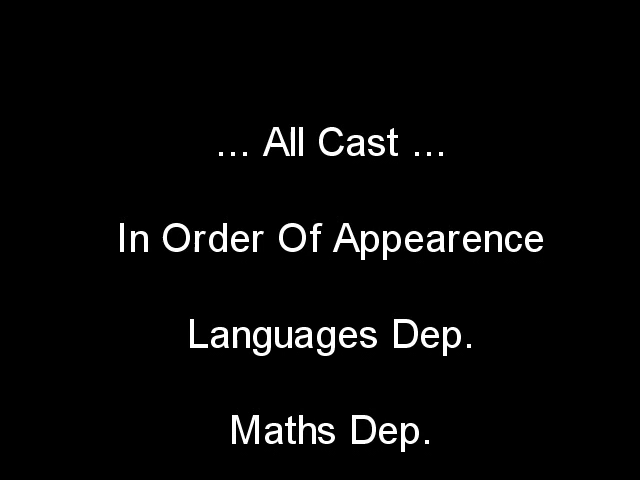 ... All Cast ...
In Order Of Appearence
Languages Dep.
Maths Dep.